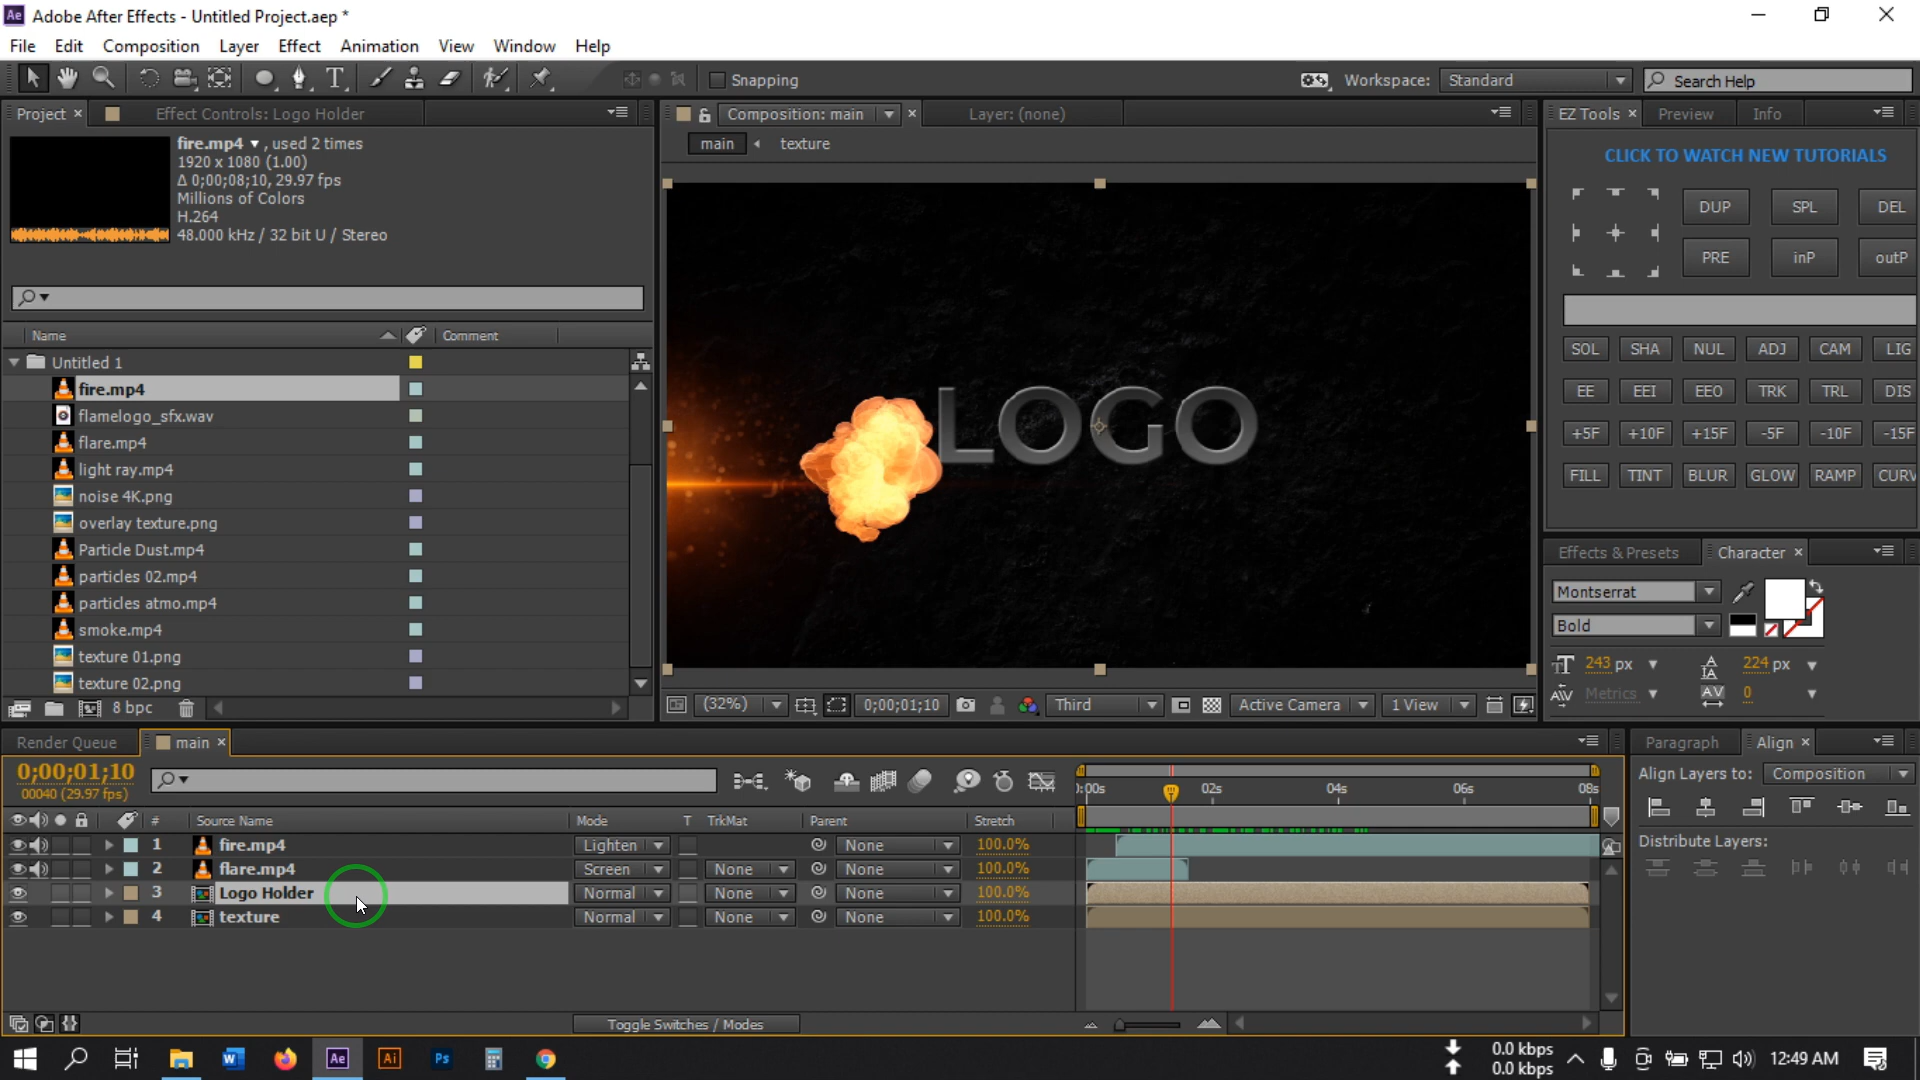 Adobe After Effects - Untitled Project.aep *
File Edit Composition Layer Effect Animation View Window Help
Snapping
Workspace: Standard
Search Help
Project × Effect Controls: Logo Holder
fire.mp4 ▼, used 2 times
1920 x 1080 (1.00)
Δ 0;00;08;10, 29.97 fps
Millions of Colors
H.264
48.000 kHz / 32 bit U / Stereo
Name Comment
Untitled 1
fire.mp4
flamelogo_sfx.wav
flare.mp4
light ray.mp4
noise 4K.png
overlay texture.png
Particle Dust.mp4
particles 02.mp4
particles atmo.mp4
smoke.mp4
texture 01.png
texture 02.png
8 bpc
Composition: main × Layer: (none)
main texture
LOGO
(32%) 0;00;01;10 Third Active Camera 1 View
EZ Tools × Preview Info
CLICK TO WATCH NEW TUTORIALS
DUP SPL DEL
PRE inP outP
SOL SHA NUL ADJ CAM LIG
EE EEI EEO TRK TRL DIS
+5F +10F +15F -5F -10F -15F
FILL TINT BLUR GLOW RAMP CURV
Effects & Presets Character ×
Montserrat
Bold
243 px 224 px
Metrics 0
Render Queue main ×
0;00;01;10
00040 (29.97 fps)
):00s 02s 04s 06s 08s
# Source Name Mode T TrkMat Parent Stretch
1 fire.mp4 Lighten None 100.0%
2 flare.mp4 Screen None None 100.0%
3 Logo Holder Normal None None 100.0%
4 texture Normal None None 100.0%
Toggle Switches / Modes
Paragraph Align ×
Align Layers to: Composition
Distribute Layers:
Ae Ai Ps
0.0 kbps
0.0 kbps
12:49 AM